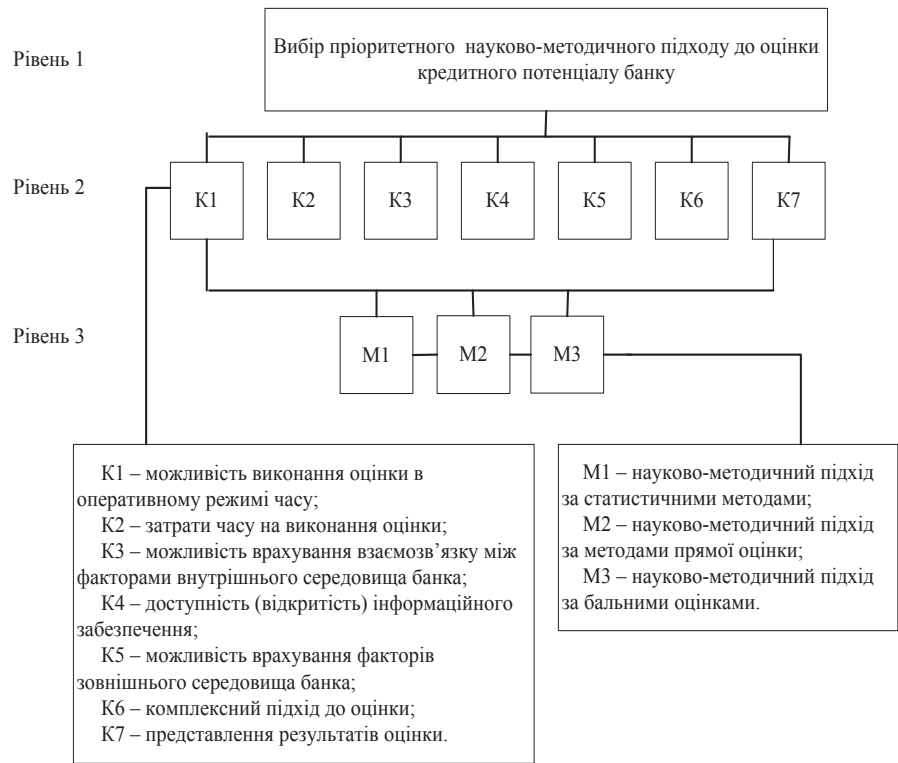 Рівень 1
Вибір пріоритетного науково-методичного підходу до оцінки
кредитного потенціалу банку
Рівень 2
К1 К2 К3 К4 К5 К6 К7
Рівень 3
М1 М2 М3
К1 – можливість виконання оцінки в
оперативному режимі часу;
К2 – затрати часу на виконання оцінки;
К3 – можливість врахування взаємозв’язку між
факторами внутрішнього середовища банка;
К4 – доступність (відкритість) інформаційного
забезпечення;
К5 – можливість врахування факторів
зовнішнього середовища банка;
К6 – комплексний підхід до оцінки;
К7 – представлення результатів оцінки.
М1 – науково-методичний підхід
за статистичними методами;
М2 – науково-методичний підхід
за методами прямої оцінки;
М3 – науково-методичний підхід
за бальними оцінками.